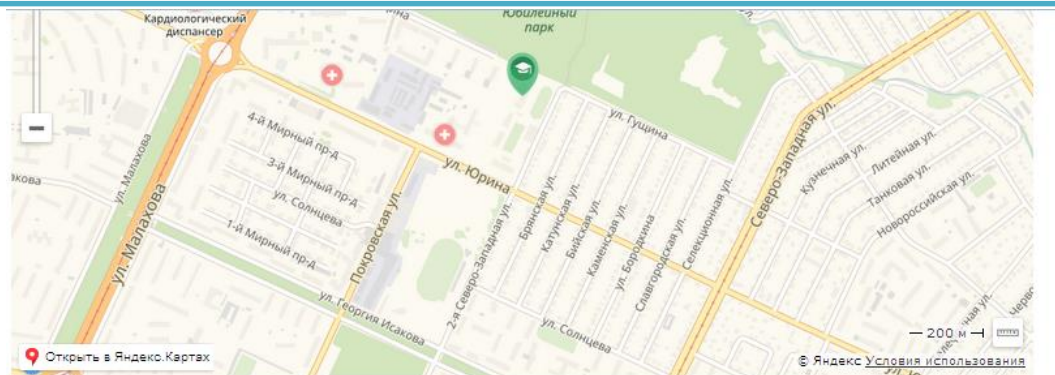 Кардиологический
диспансер
Юбилейный
парк
4-й Мирный пр-д
3-й Мирный пр-д
ул. Солнцева
1-й Мирный пр-д
ул. Малахова
ул. Малахова
акова
Покровская ул.
ул. Юрина
ул. Гущина
2-я Северо-Западная ул.
Брянская ул.
Катунская ул.
Бийская ул.
Каменская ул.
ул. Бородкина
Славгородская ул.
Селекционная ул.
Северо-Западная ул.
Кузнечная ул.
Литейная ул.
Танковая ул.
Новороссийская ул.
ул. Георгия Исакова
ул. Солнцева
200 м
Открыть в Яндекс.Картах
© Яндекс Условия использования